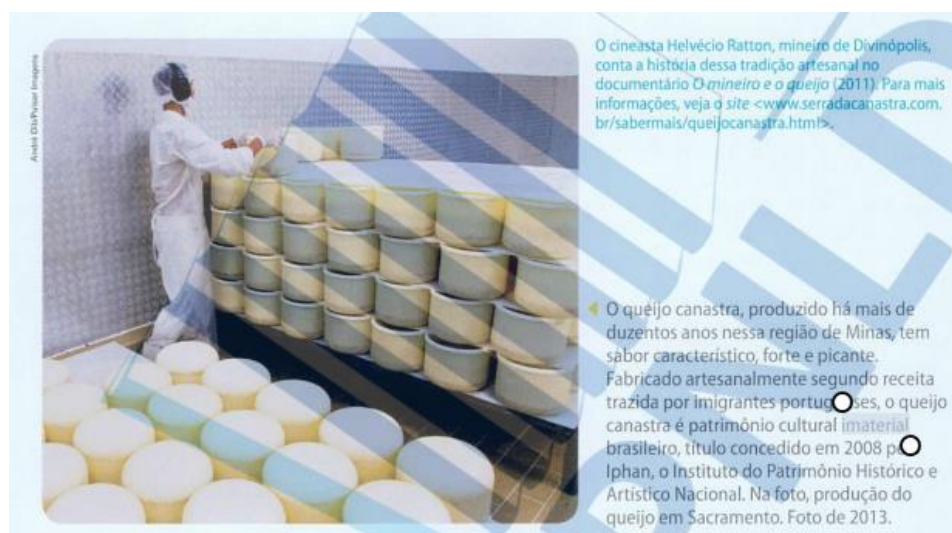 André Dib/Pulsar Imagens
O cineasta Helvécio Ratton, mineiro de Divinópolis,
conta a história dessa tradição artesanal no
documentário O mineiro e o queijo (2011). Para mais
informações, veja o site <www.serradacanastra.com.
br/sabermais/queijocanastra.html>.
O queijo canastra, produzido há mais de
duzentos anos nessa região de Minas, tem
sabor característico, forte e picante.
Fabricado artesanalmente segundo receita
trazida por imigrantes, o queijo
canastra é patrimônio cultural imaterial
brasileiro, título concedido em 2008
Iphan, o Instituto do Patrimônio Histórico e
Artístico Nacional. Na foto, produção do
queijo em Sacramento. Foto de 2013.